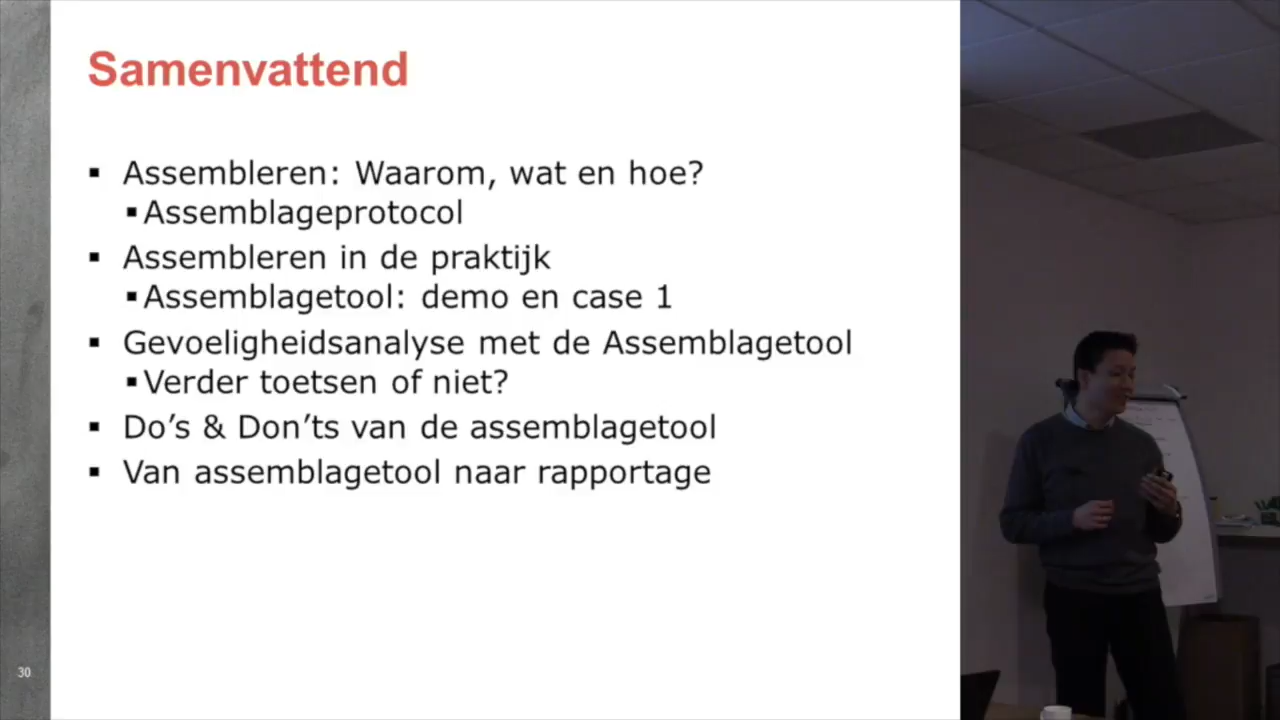 Samenvattend
▪ Assembleren: Waarom, wat en hoe?
▪Assemblageprotocol
▪ Assembleren in de praktijk
▪Assemblagetool: demo en case 1
▪ Gevoeligheidsanalyse met de Assemblagetool
▪Verder toetsen of niet?
▪ Do’s & Don’ts van de assemblagetool
▪ Van assemblagetool naar rapportage
30